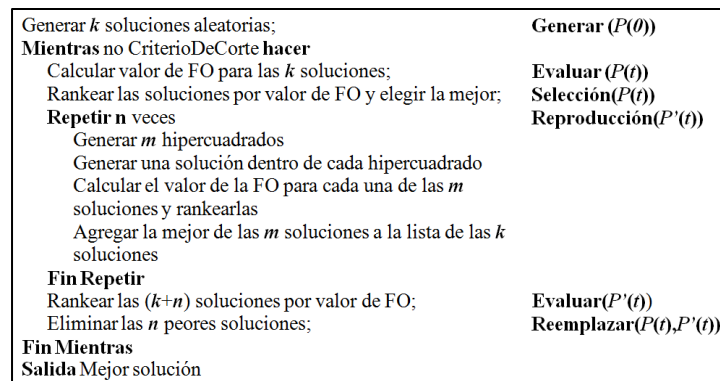 Generar k soluciones aleatorias; Generar (P(0))
Mientras no CriterioDeCorte hacer
Calcular valor de FO para las k soluciones; Evaluar (P(t))
Rankear las soluciones por valor de FO y elegir la mejor; Selección(P(t))
Repetir n veces Reproducción(P'(t))
Generar m hipercuadrados
Generar una solución dentro de cada hipercuadrado
Calcular el valor de la FO para cada una de las m
soluciones y rankearlas
Agregar la mejor de las m soluciones a la lista de las k
soluciones
Fin Repetir
Rankear las (k+n) soluciones por valor de FO; Evaluar(P'(t))
Eliminar las n peores soluciones; Reemplazar(P(t),P'(t))
Fin Mientras
Salida Mejor solución